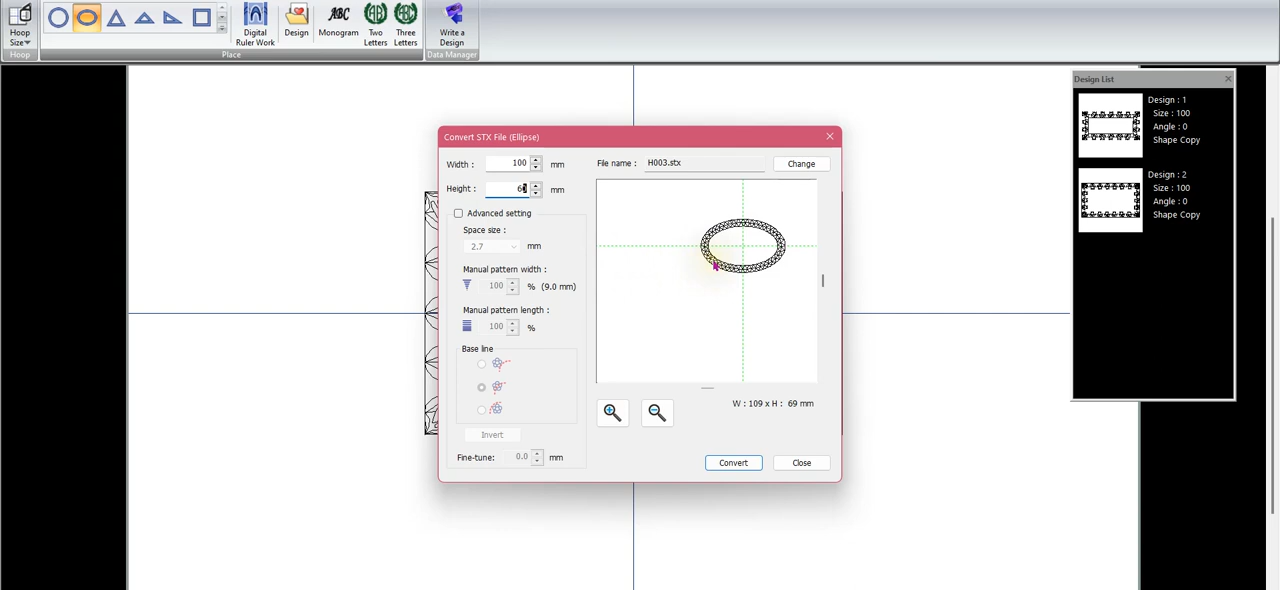 Hoop
Size
Digital
Ruler Work
Design
ABC
Monogram
AB
Two
Letters
Three
Letters
Write a
Design
Hoop
Place
Data Manager
Convert STX File (Ellipse)
Width : 100 mm
Height : 60 mm
Advanced setting
Space size :
2.7 mm
Manual pattern width :
100 % (9.0 mm)
Manual pattern length :
100 %
Base line
Invert
Fine-tune: 0.0 mm
File name : H003.stx
Change
W : 109 x H : 69 mm
Convert
Close
Design List
Design : 1
Size : 100
Angle : 0
Shape Copy
Design : 2
Size : 100
Angle : 0
Shape Copy